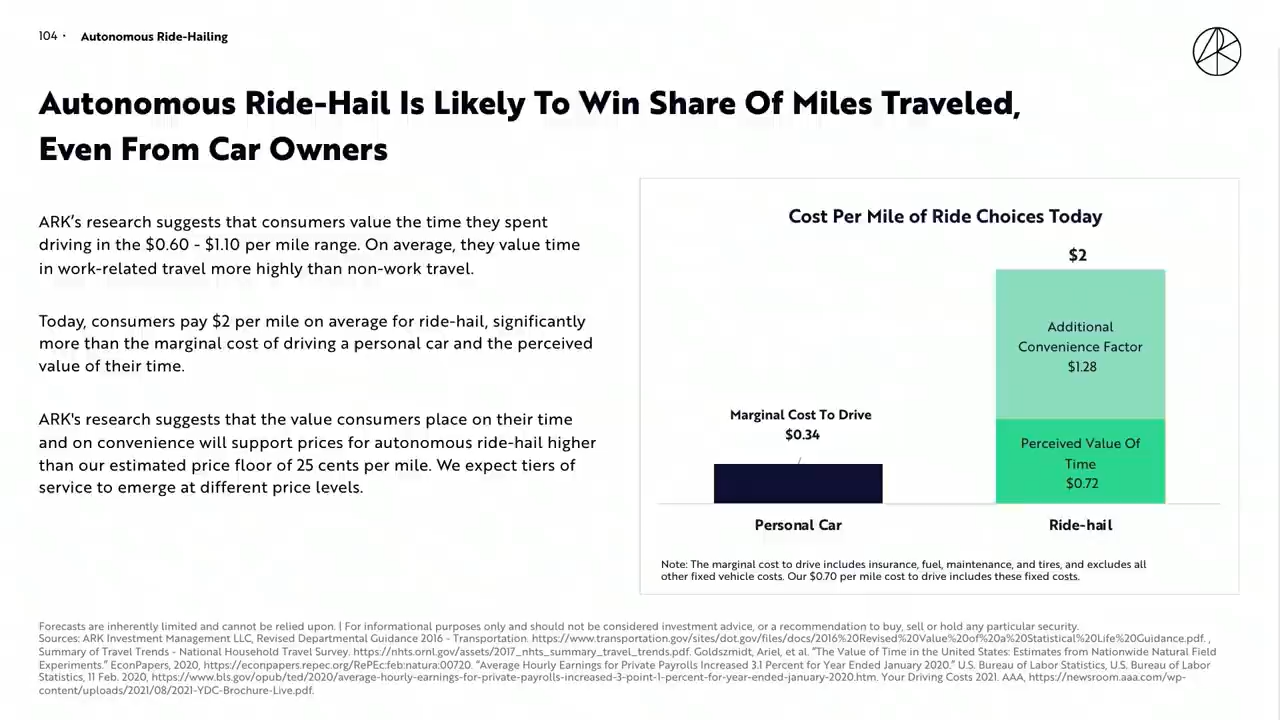 104 · Autonomous Ride-Hailing
Autonomous Ride-Hail Is Likely To Win Share Of Miles Traveled,
Even From Car Owners
ARK’s research suggests that consumers value the time they spent
driving in the $0.60 - $1.10 per mile range. On average, they value time
in work-related travel more highly than non-work travel.
Today, consumers pay $2 per mile on average for ride-hail, significantly
more than the marginal cost of driving a personal car and the perceived
value of their time.
ARK's research suggests that the value consumers place on their time
and on convenience will support prices for autonomous ride-hail higher
than our estimated price floor of 25 cents per mile. We expect tiers of
service to emerge at different price levels.
Cost Per Mile of Ride Choices Today
$2
Additional
Convenience Factor
$1.28
Marginal Cost To Drive
$0.34
Perceived Value Of
Time
$0.72
Personal Car
Ride-hail
Note: The marginal cost to drive includes insurance, fuel, maintenance, and tires, and excludes all
other fixed vehicle costs. Our $0.70 per mile cost to drive includes these fixed costs.
Forecasts are inherently limited and cannot be relied upon. | For informational purposes only and should not be considered investment advice, or a recommendation to buy, sell or hold any particular security.
Sources: ARK Investment Management LLC, Revised Departmental Guidance 2016 - Transportation. https://www.transportation.gov/sites/dot.gov/files/docs/2016%20Revised%20Value%20of%20a%20Statistical%20Life%20Guidance.pdf. ,
Summary of Travel Trends - National Household Travel Survey. https://nhts.ornl.gov/assets/2017_nhts_summary_travel_trends.pdf. Goldszmidt, Ariel, et al. “The Value of Time in the United States: Estimates from Nationwide Natural Field
Experiments.” EconPapers, 2020, https://econpapers.repec.org/RePEc:feb:natura:00720. “Average Hourly Earnings for Private Payrolls Increased 3.1 Percent for Year Ended January 2020.” U.S. Bureau of Labor Statistics, U.S. Bureau of Labor
Statistics, 11 Feb. 2020, https://www.bls.gov/opub/ted/2020/average-hourly-earnings-for-private-payrolls-increased-3-point-1-percent-for-year-ended-january-2020.htm. Your Driving Costs 2021. AAA, https://newsroom.aaa.com/wp-
content/uploads/2021/08/2021-YDC-Brochure-Live.pdf.